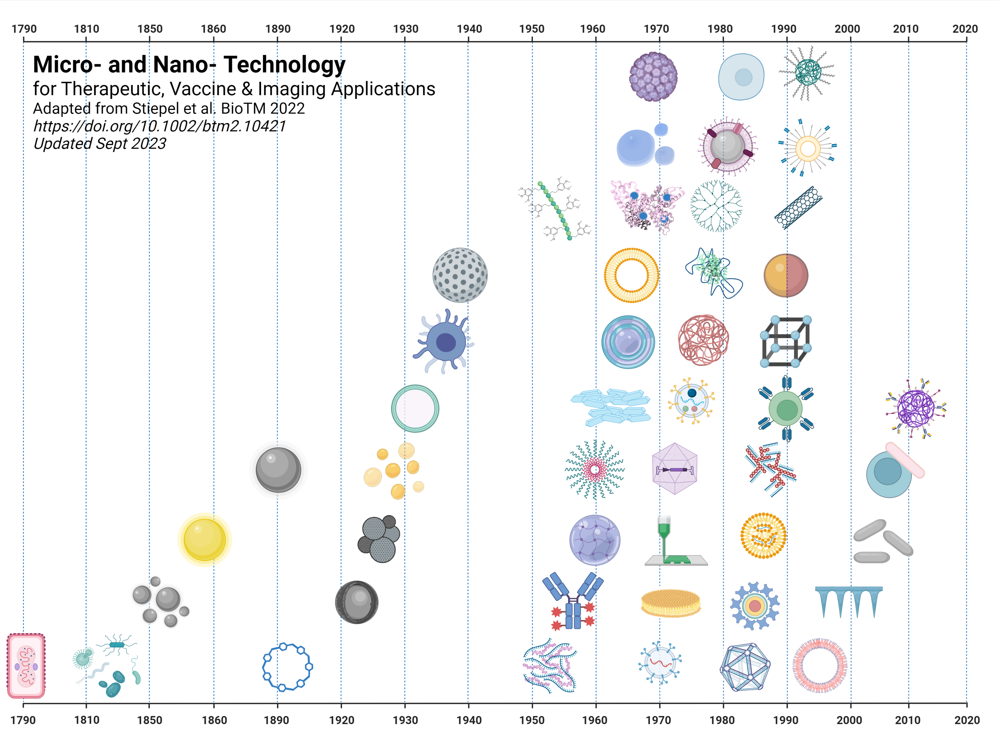 1790 1810 1850 1860 1890 1920 1930 1940 1950 1960 1970 1980 1990 2000 2010 2020
Micro- and Nano- Technology
for Therapeutic, Vaccine & Imaging Applications
Adapted from Stiepel et al. BioTM 2022
https://doi.org/10.1002/btm2.10421
Updated Sept 2023
1790 1810 1850 1860 1890 1920 1930 1940 1950 1960 1970 1980 1990 2000 2010 2020